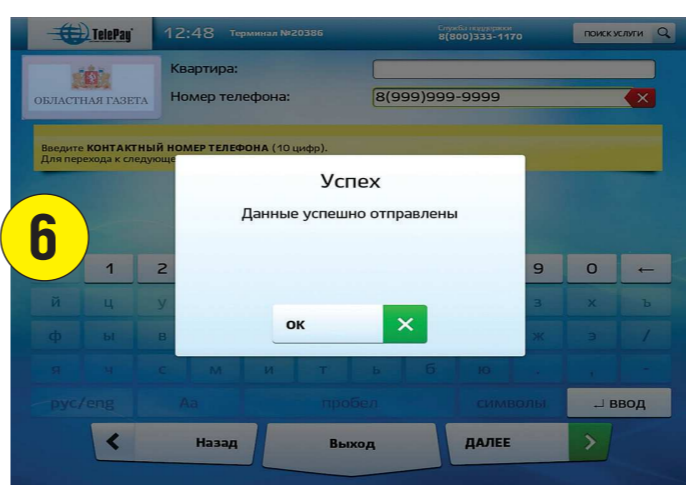 TelePay
12:48 Терминал №20386
Служба поддержки
8(800)333-1170
ПОИСК УСЛУГИ
ОБЛАСТНАЯ ГАЗЕТА
Квартира:
Номер телефона:
8(999)999-9999
Введите КОНТАКТНЫЙ НОМЕР ТЕЛЕФОНА (10 цифр).
Для перехода к следующе
Успех
Данные успешно отправлены
ОК
6
1 2 9 0 ←
й ц у з х ъ
ф ы в ж э /
я ч с м и т ь б ю . , -
рус/eng Аа пробел СИМВОЛЫ ВВОД
Назад Выход ДАЛЕЕ